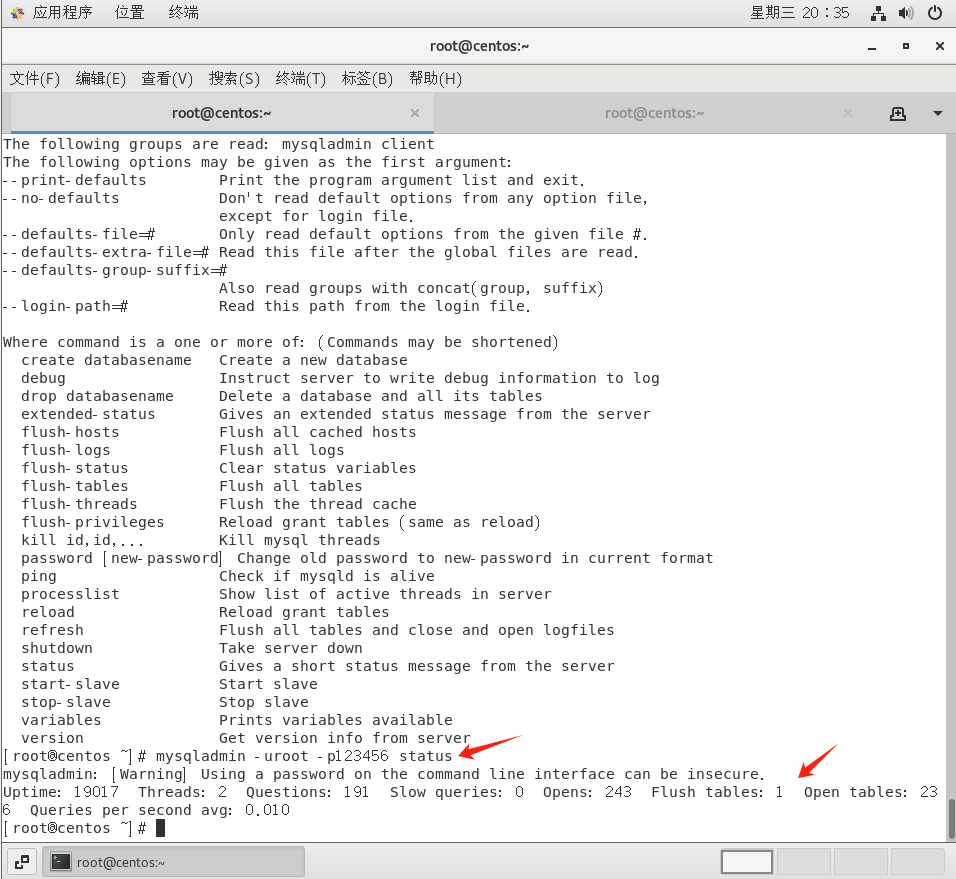 应用程序 位置 终端 星期三 20：35
root@centos:~
文件(F) 编辑(E) 查看(V) 搜索(S) 终端(T) 标签(B) 帮助(H)
root@centos:~ × root@centos:~ ×
The following groups are read: mysqladmin client
The following options may be given as the first argument:
--print-defaults        Print the program argument list and exit.
--no-defaults           Don't read default options from any option file,
                        except for login file.
--defaults-file=#       Only read default options from the given file #.
--defaults-extra-file=# Read this file after the global files are read.
--defaults-group-suffix=#
                        Also read groups with concat(group, suffix)
--login-path=#          Read this path from the login file.

Where command is a one or more of: (Commands may be shortened)
  create databasename   Create a new database
  debug                 Instruct server to write debug information to log
  drop databasename     Delete a database and all its tables
  extended-status       Gives an extended status message from the server
  flush-hosts           Flush all cached hosts
  flush-logs            Flush all logs
  flush-status          Clear status variables
  flush-tables          Flush all tables
  flush-threads         Flush the thread cache
  flush-privileges      Reload grant tables (same as reload)
  kill id,id,...        Kill mysql threads
  password [new-password] Change old password to new-password in current format
  ping                  Check if mysqld is alive
  processlist           Show list of active threads in server
  reload                Reload grant tables
  refresh               Flush all tables and close and open logfiles
  shutdown              Take server down
  status                Gives a short status message from the server
  start-slave           Start slave
  stop-slave            Stop slave
  variables             Prints variables available
  version               Get version info from server
[root@centos ~]# mysqladmin -uroot -p123456 status
mysqladmin: [Warning] Using a password on the command line interface can be insecure.
Uptime: 19017  Threads: 2  Questions: 191  Slow queries: 0  Opens: 243  Flush tables: 1  Open tables: 23
6  Queries per second avg: 0.010
[root@centos ~]#
root@centos:~